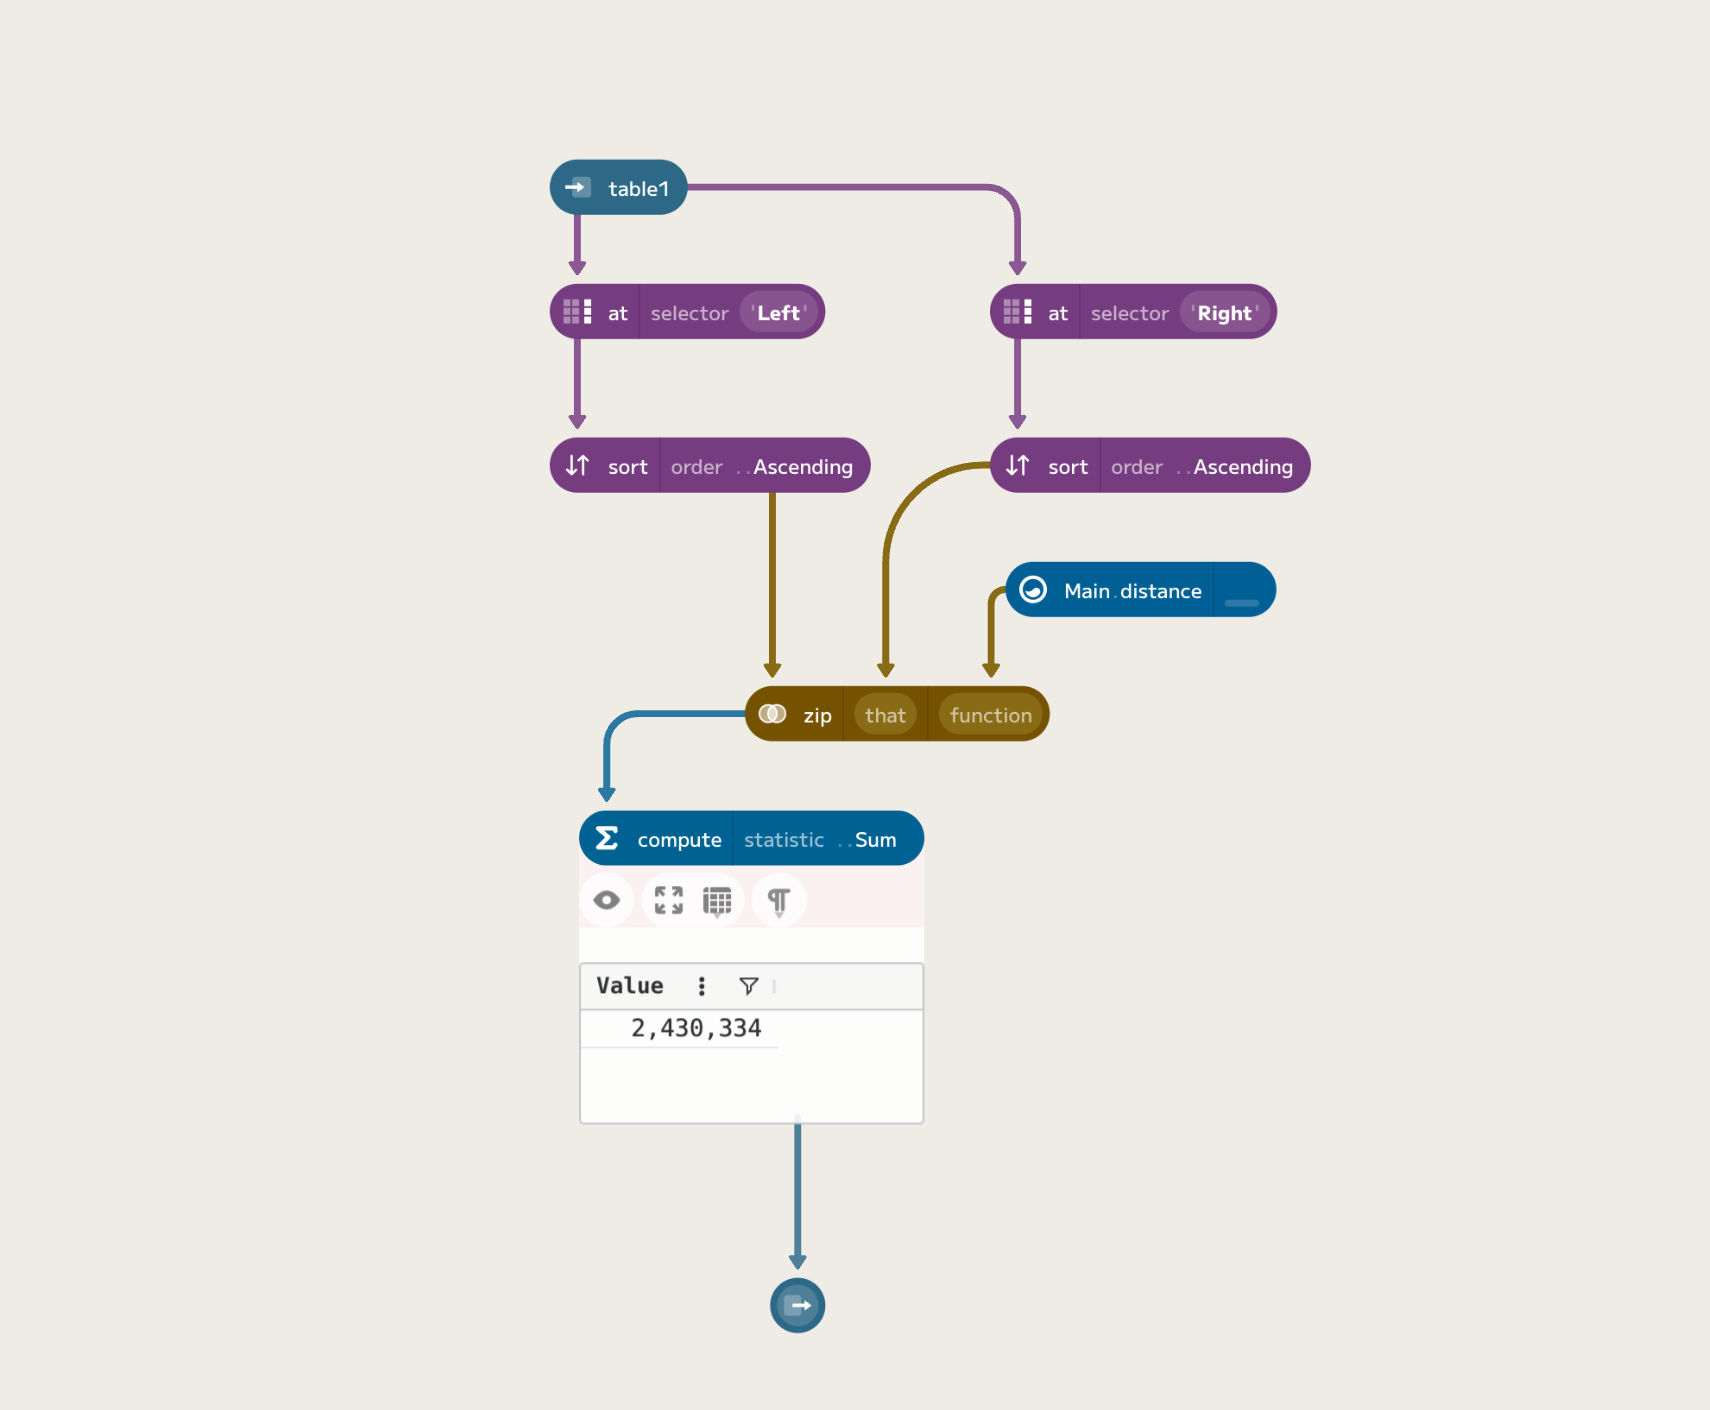 table1
at selector 'Left'
at selector 'Right'
sort order ..Ascending
sort order ..Ascending
Main.distance
zip that function
Σ compute statistic ..Sum
Value
2,430,334